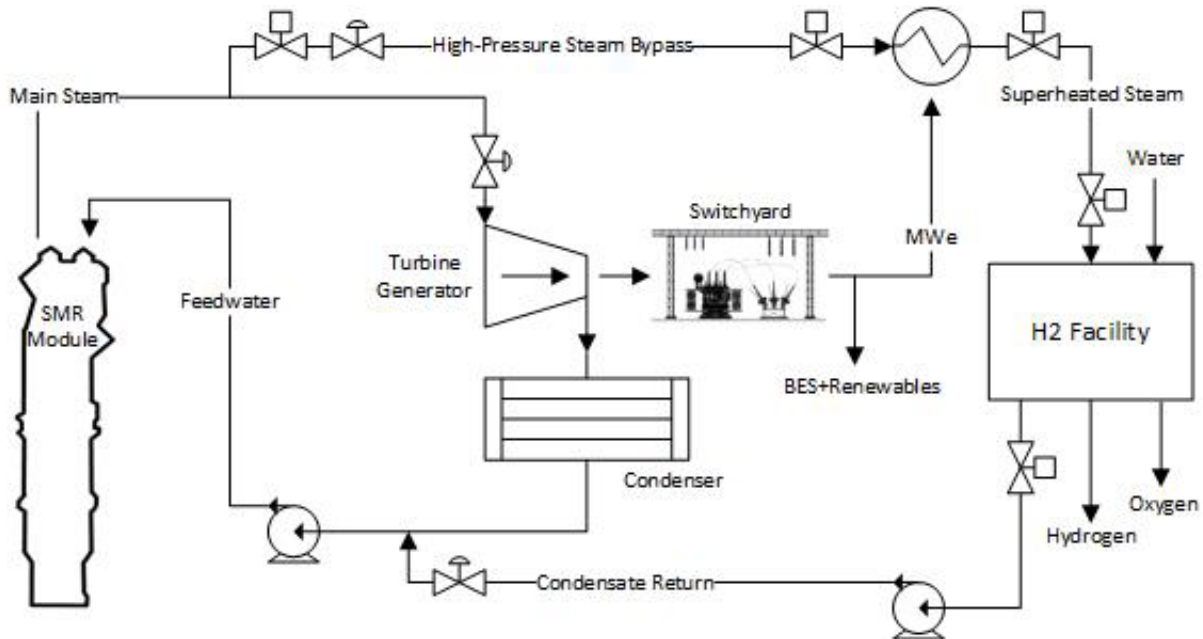 High-Pressure Steam Bypass
Main Steam
Superheated Steam
Water
Switchyard
MWe
Turbine
Generator
Feedwater
SMR
Module
H2 Facility
BES+Renewables
Condenser
Oxygen
Hydrogen
Condensate Return